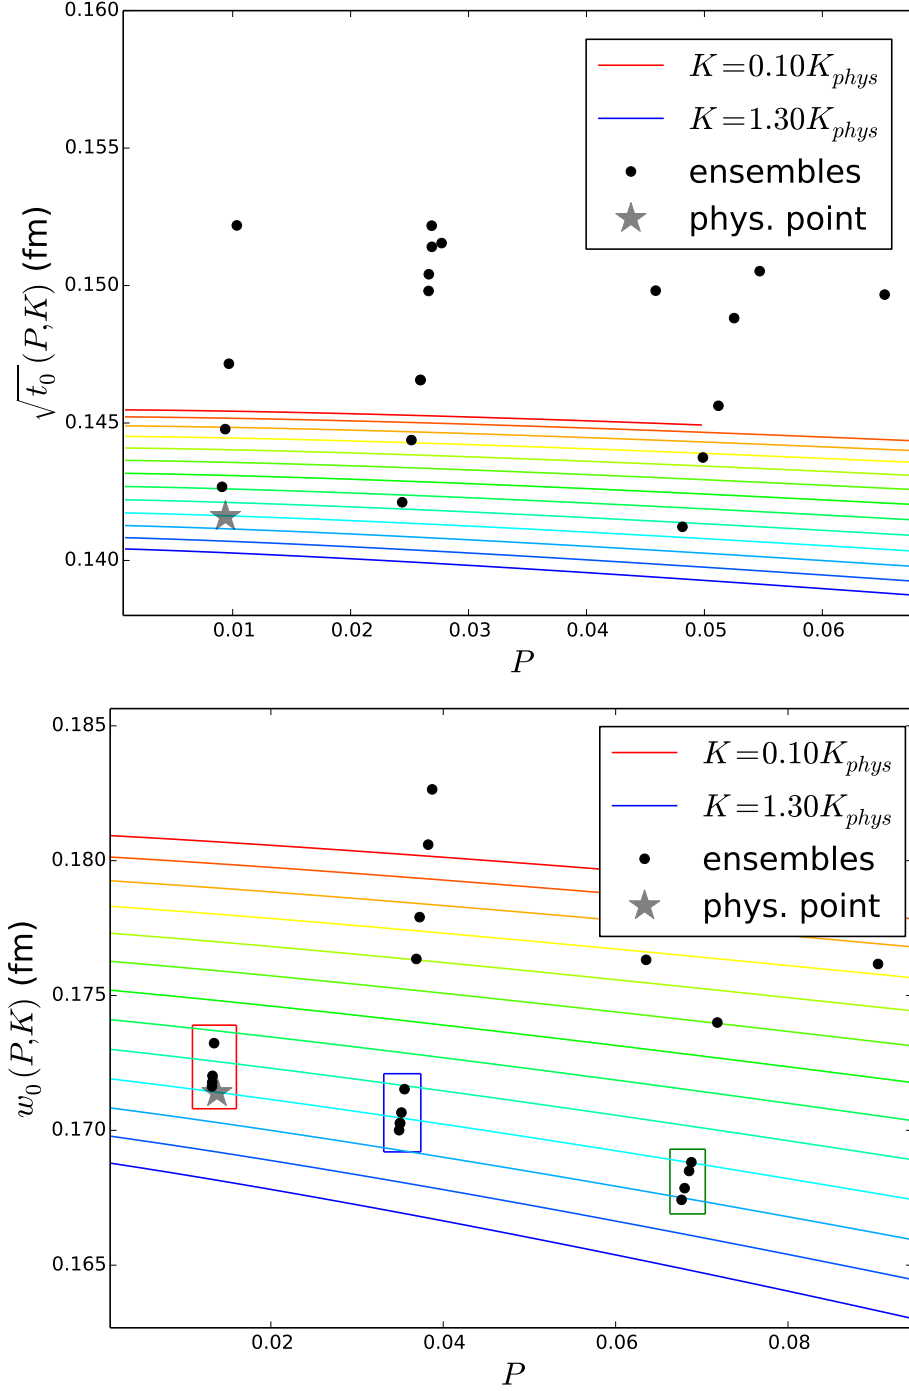 0.160
0.155
0.150
0.145
0.140
√t₀(P,K) (fm)
K=0.10K_phys
K=1.30K_phys
ensembles
phys. point
0.01 0.02 0.03 0.04 0.05 0.06
P
0.185
0.180
0.175
0.170
0.165
w₀(P,K) (fm)
K=0.10K_phys
K=1.30K_phys
ensembles
phys. point
0.02 0.04 0.06 0.08
P